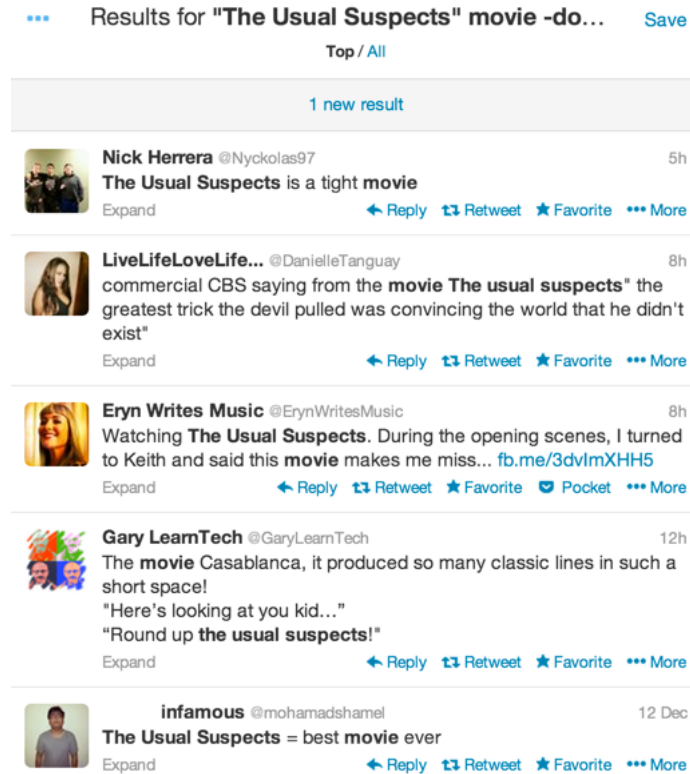 ••• Results for "The Usual Suspects" movie -do... Save
Top / All
1 new result
Nick Herrera @Nyckolas97 5h
The Usual Suspects is a tight movie
Expand Reply Retweet Favorite ••• More
LiveLifeLoveLife... @DanielleTanguay 8h
commercial CBS saying from the movie The usual suspects" the
greatest trick the devil pulled was convincing the world that he didn't
exist"
Expand Reply Retweet Favorite ••• More
Eryn Writes Music @ErynWritesMusic 8h
Watching The Usual Suspects. During the opening scenes, I turned
to Keith and said this movie makes me miss... fb.me/3dvlmXHH5
Expand Reply Retweet Favorite Pocket ••• More
Gary LearnTech @GaryLearnTech 12h
The movie Casablanca, it produced so many classic lines in such a
short space!
"Here's looking at you kid…”
“Round up the usual suspects!"
Expand Reply Retweet Favorite ••• More
infamous @mohamadshamel 12 Dec
The Usual Suspects = best movie ever
Expand Reply Retweet Favorite ••• More